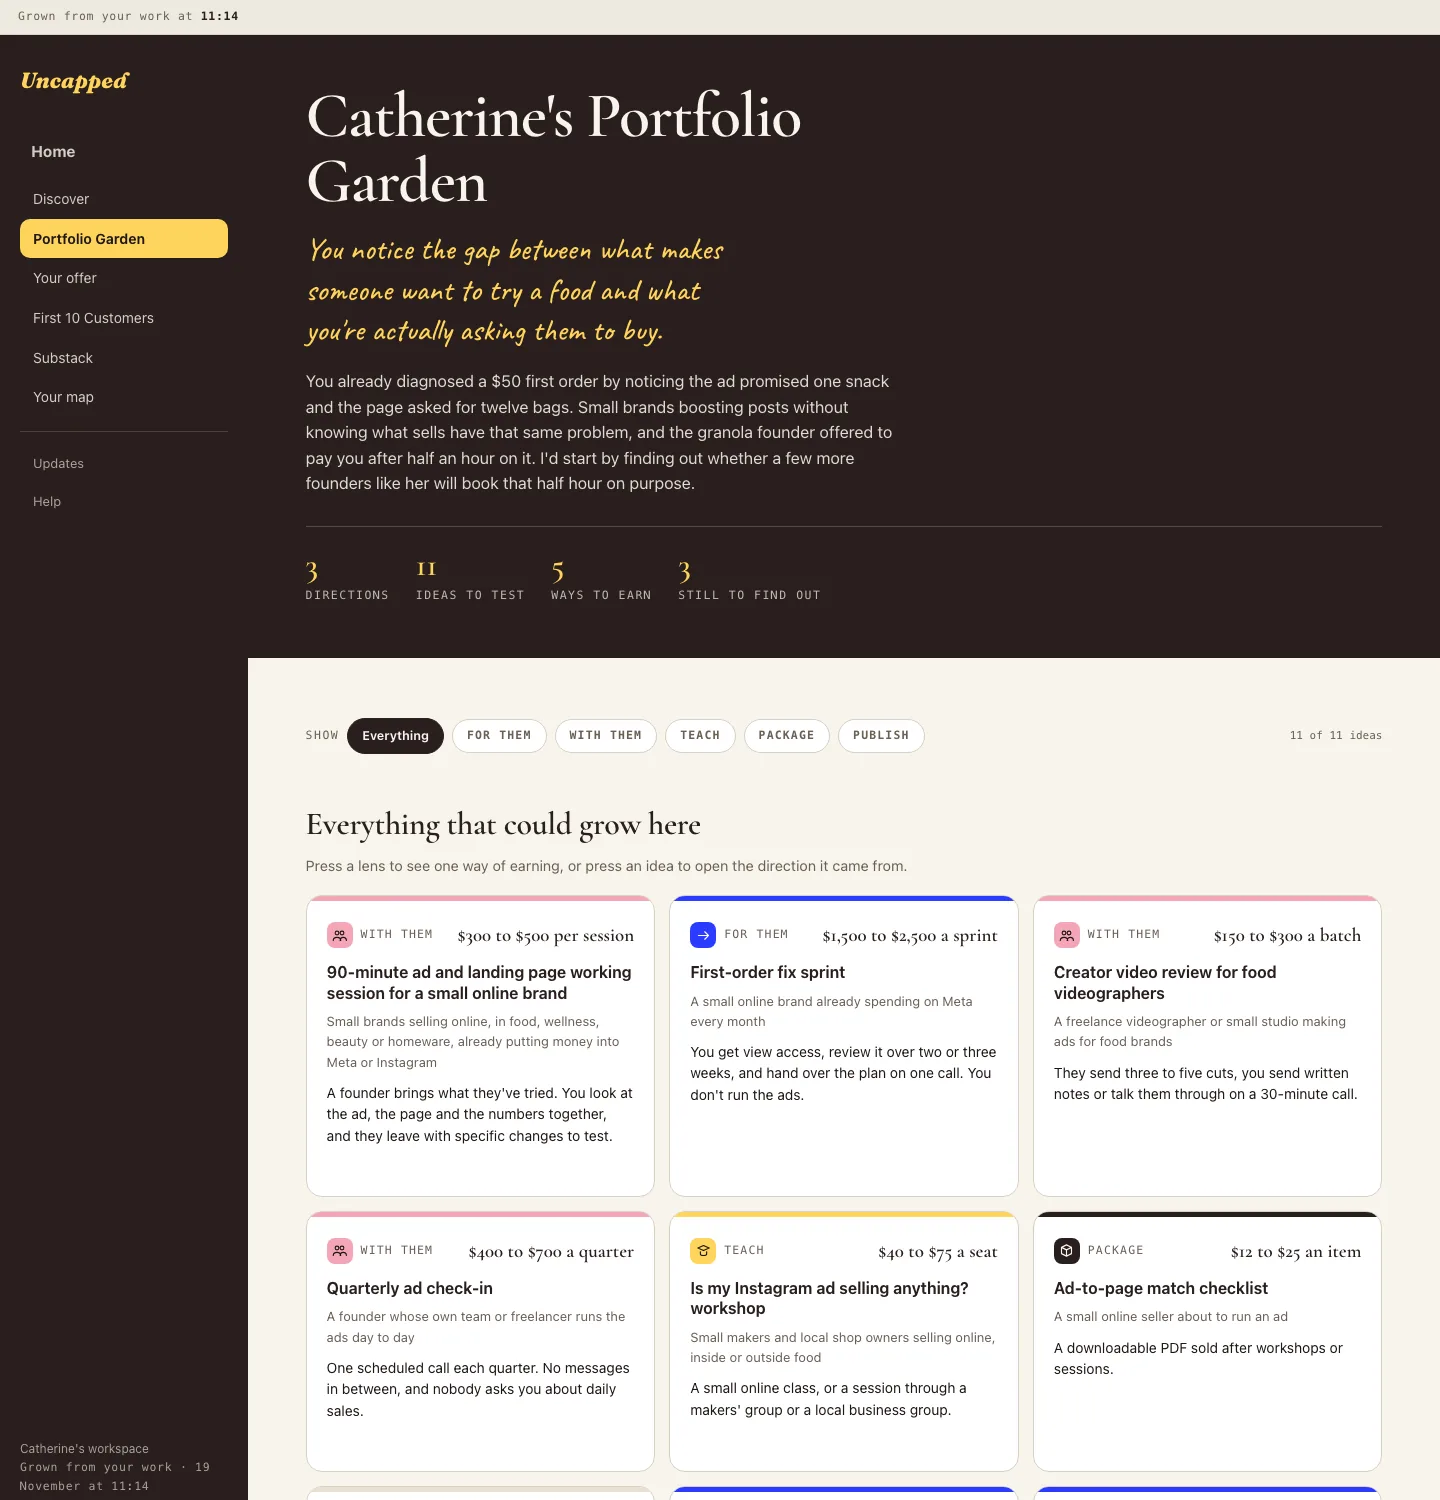 Grown from your work at 11:14
Uncapped
Home
Discover
Portfolio Garden
Your offer
First 10 Customers
Substack
Your map
Updates
Help
Catherine's workspace
Grown from your work · 19
November at 11:14
Catherine's Portfolio
Garden
You notice the gap between what makes
someone want to try a food and what
you're actually asking them to buy.
You already diagnosed a $50 first order by noticing the ad promised one snack
and the page asked for twelve bags. Small brands boosting posts without
knowing what sells have that same problem, and the granola founder offered to
pay you after half an hour on it. I'd start by finding out whether a few more
founders like her will book that half hour on purpose.
3
DIRECTIONS
11
IDEAS TO TEST
5
WAYS TO EARN
3
STILL TO FIND OUT
SHOW
Everything
FOR THEM
WITH THEM
TEACH
PACKAGE
PUBLISH
11 of 11 ideas
Everything that could grow here
Press a lens to see one way of earning, or press an idea to open the direction it came from.
WITH THEM
$300 to $500 per session
90-minute ad and landing page working
session for a small online brand
Small brands selling online, in food, wellness,
beauty or homeware, already putting money into
Meta or Instagram
A founder brings what they've tried. You look at
the ad, the page and the numbers together,
and they leave with specific changes to test.
FOR THEM
$1,500 to $2,500 a sprint
First-order fix sprint
A small online brand already spending on Meta
every month
You get view access, review it over two or three
weeks, and hand over the plan on one call. You
don't run the ads.
WITH THEM
$150 to $300 a batch
Creator video review for food
videographers
A freelance videographer or small studio making
ads for food brands
They send three to five cuts, you send written
notes or talk them through on a 30-minute call.
WITH THEM
$400 to $700 a quarter
Quarterly ad check-in
A founder whose own team or freelancer runs the
ads day to day
One scheduled call each quarter. No messages
in between, and nobody asks you about daily
sales.
TEACH
$40 to $75 a seat
Is my Instagram ad selling anything?
workshop
Small makers and local shop owners selling online,
inside or outside food
A small online class, or a session through a
makers' group or a local business group.
PACKAGE
$12 to $25 an item
Ad-to-page match checklist
A small online seller about to run an ad
A downloadable PDF sold after workshops or
sessions.